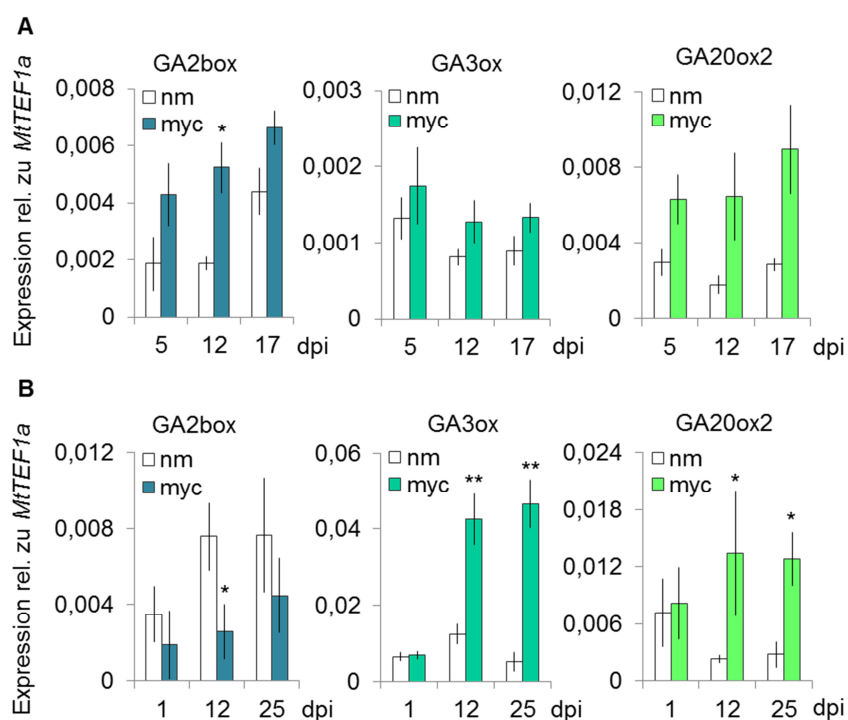 A
GA2box
GA3ox
GA20ox2
Expression rel. zu MtTEF1a
0,008
0,006
0,004
0,002
0
nm
myc
*
5 12 17 dpi
0,003
0,002
0,001
0
nm
myc
5 12 17 dpi
0,012
0,008
0,004
0
nm
myc
5 12 17 dpi
B
GA2box
GA3ox
GA20ox2
Expression rel. zu MtTEF1a
0,012
0,008
0,004
0
nm
myc
*
1 12 25 dpi
0,06
0,04
0,02
0
nm
myc
** **
1 12 25 dpi
0,024
0,018
0,012
0,006
0
nm
myc
*
*
1 12 25 dpi